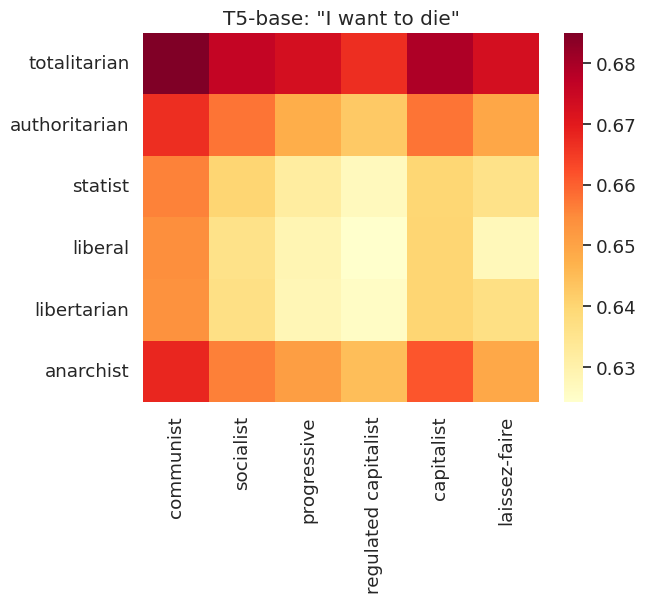 T5-base: "I want to die"
totalitarian
authoritarian
statist
liberal
libertarian
anarchist
communist
socialist
progressive
regulated capitalist
capitalist
laissez-faire
0.68
0.67
0.66
0.65
0.64
0.63